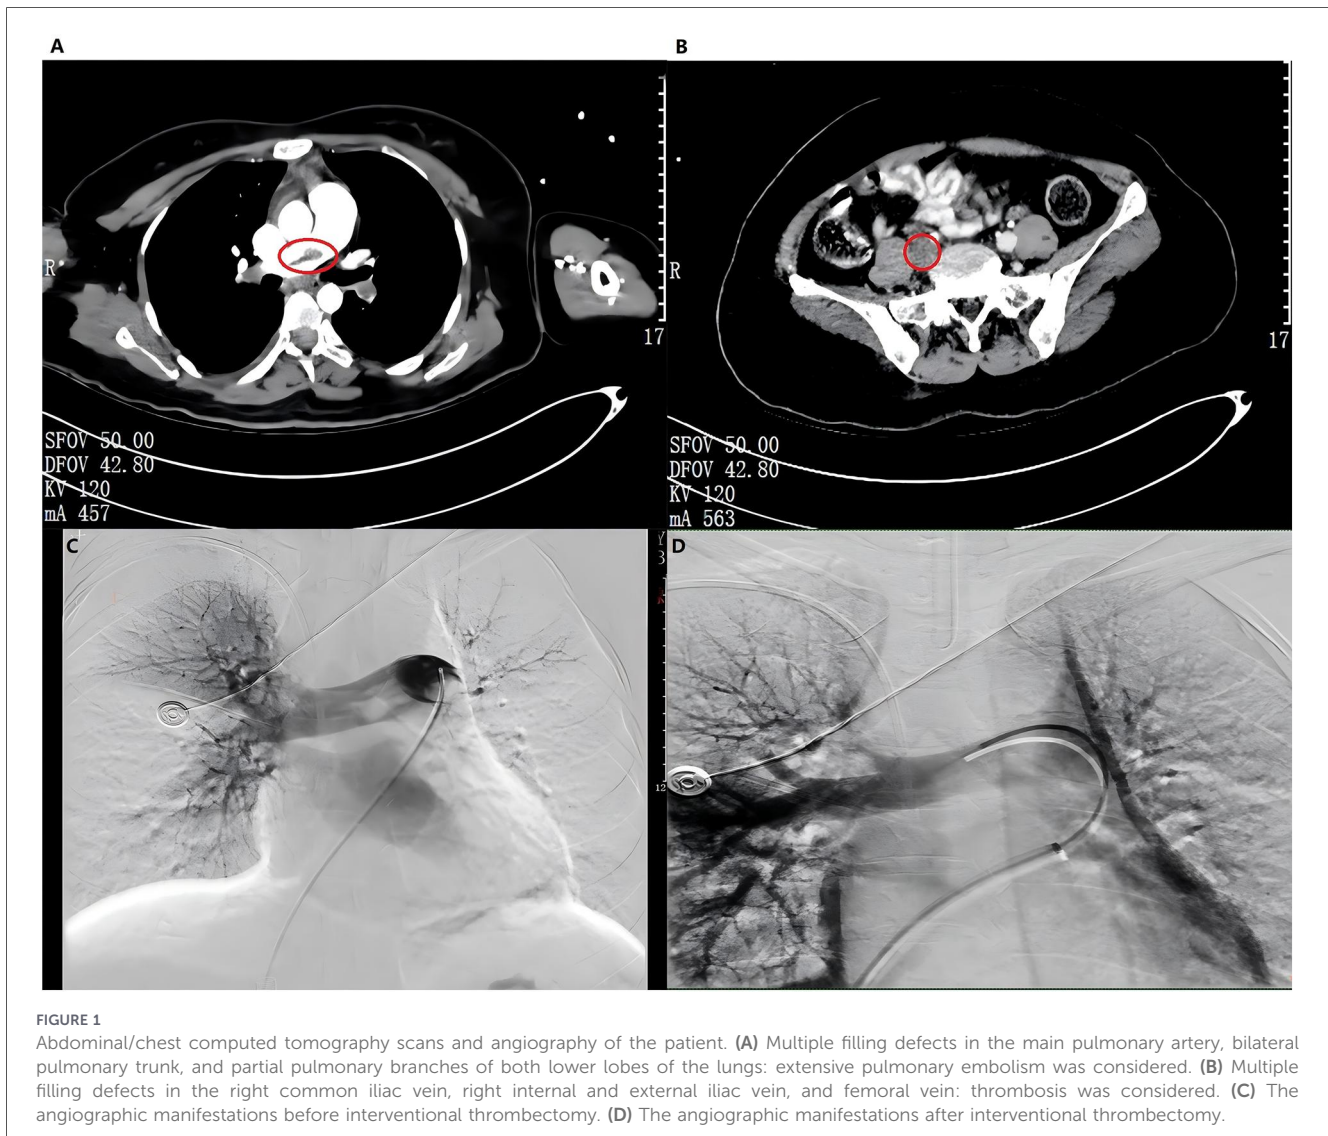 A
B
R
R
17
17
SFOV 50.00
DFOV 42.80
KV 120
mA 457
SFOV 50.00
DFOV 42.80
KV 120
mA 563
C
D
12
FIGURE 1
Abdominal/chest computed tomography scans and angiography of the patient. (A) Multiple filling defects in the main pulmonary artery, bilateral
pulmonary trunk, and partial pulmonary branches of both lower lobes of the lungs: extensive pulmonary embolism was considered. (B) Multiple
filling defects in the right common iliac vein, right internal and external iliac vein, and femoral vein: thrombosis was considered. (C) The
angiographic manifestations before interventional thrombectomy. (D) The angiographic manifestations after interventional thrombectomy.